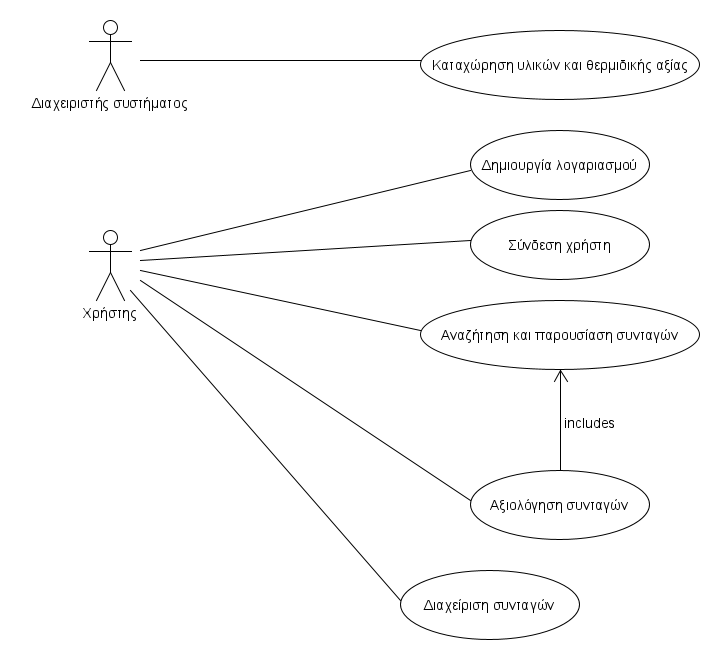 Διαχειριστής συστήματος
Καταχώρηση υλικών και θερμιδικής αξίας
Δημιουργία λογαριασμού
Σύνδεση χρήστη
Χρήστης
Αναζήτηση και παρουσίαση συνταγών
includes
Αξιολόγηση συνταγών
Διαχείριση συνταγών